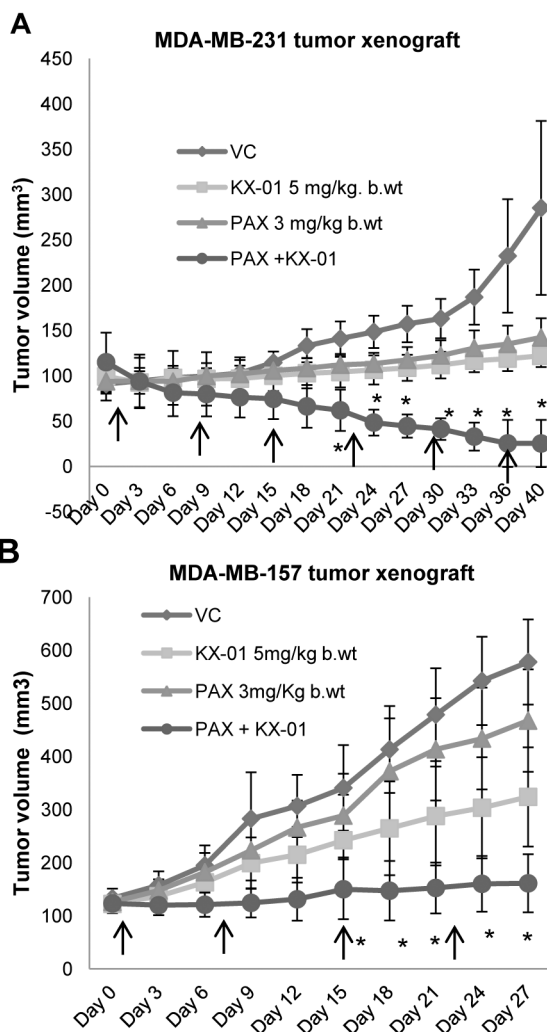 A
MDA-MB-231 tumor xenograft
Tumor volume (mm³)
450
400
350
300
250
200
150
100
50
0
-50
VC
KX-01 5 mg/kg. b.wt
PAX 3 mg/kg b.wt
PAX +KX-01
* * * * * * *
Day 0 Day 3 Day 6 Day 9 Day 12 Day 15 Day 18 Day 21 Day 24 Day 27 Day 30 Day 33 Day 36 Day 40
B
MDA-MB-157 tumor xenograft
Tumor volume (mm3)
700
600
500
400
300
200
100
0
VC
KX-01 5mg/kg b.wt
PAX 3mg/Kg b.wt
PAX + KX-01
* * * * *
Day 0 Day 3 Day 6 Day 9 Day 12 Day 15 Day 18 Day 21 Day 24 Day 27